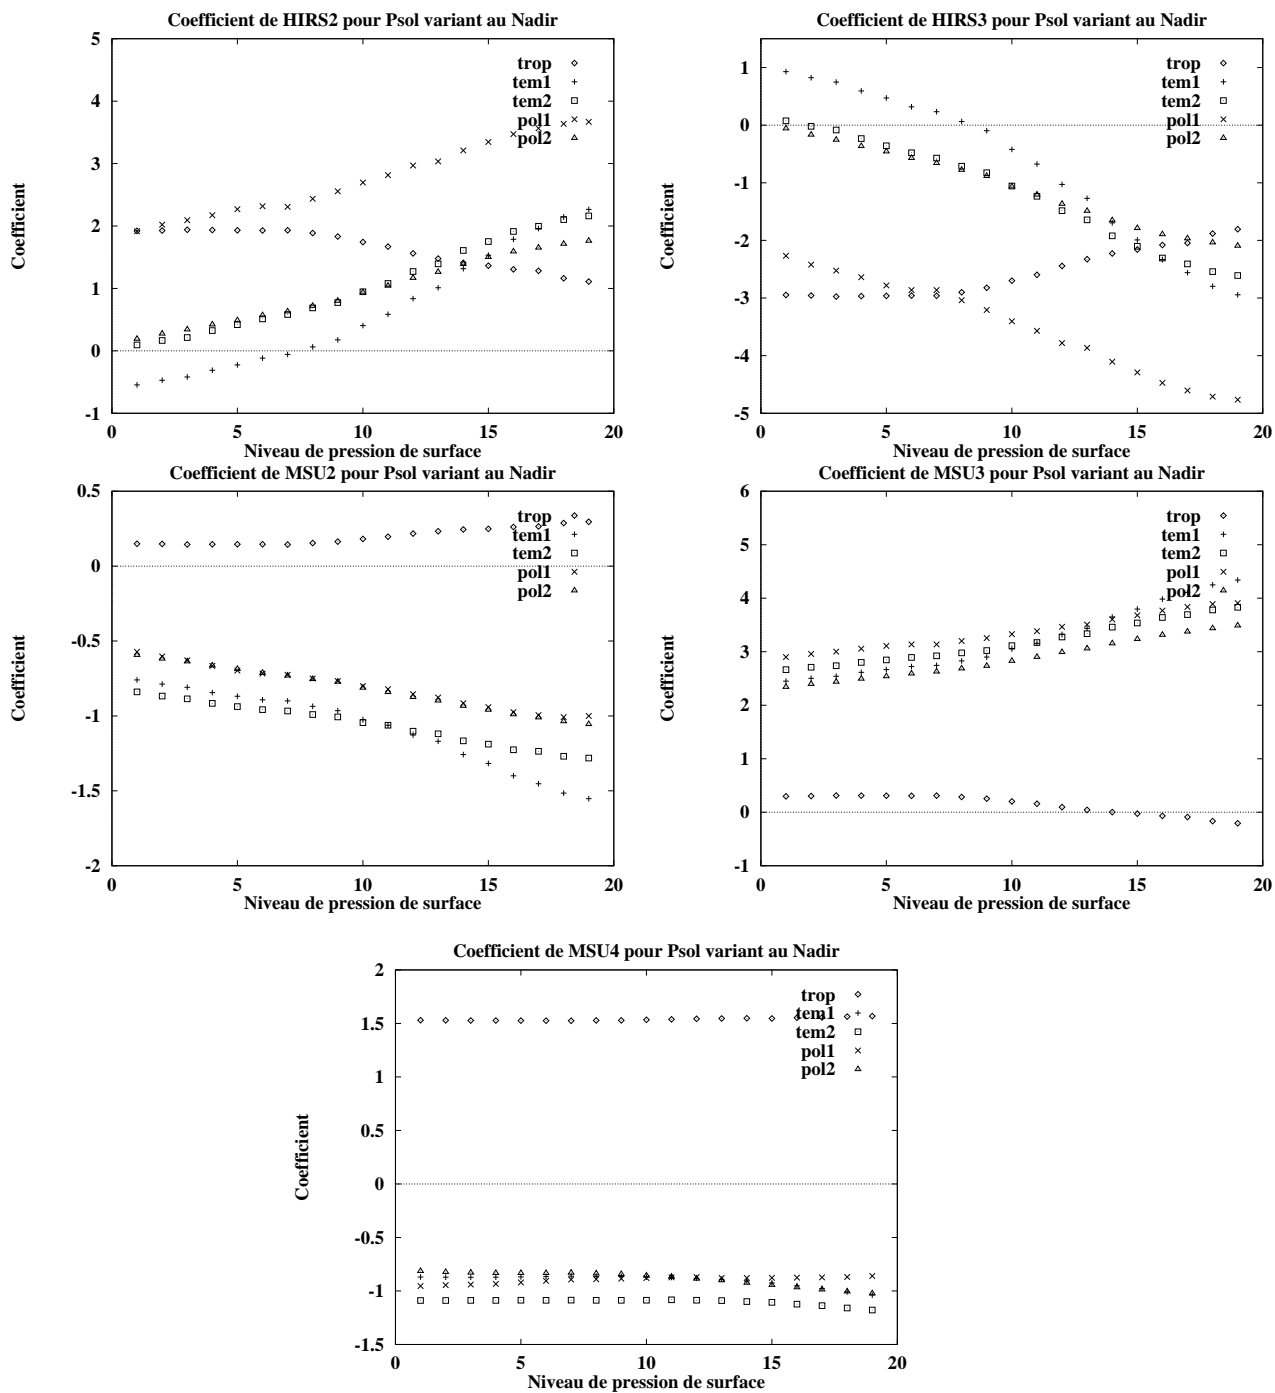 Coefficient de HIRS2 pour Psol variant au Nadir
5
4
3
2
1
0
-1
0
5
10
15
20
Coefficient
Niveau de pression de surface
trop
tem1
tem2
pol1
pol2
Coefficient de HIRS3 pour Psol variant au Nadir
1
0
-1
-2
-3
-4
-5
0
5
10
15
20
Coefficient
Niveau de pression de surface
trop
tem1
tem2
pol1
pol2
Coefficient de MSU2 pour Psol variant au Nadir
0.5
0
-0.5
-1
-1.5
-2
0
5
10
15
20
Coefficient
Niveau de pression de surface
trop
tem1
tem2
pol1
pol2
Coefficient de MSU3 pour Psol variant au Nadir
6
5
4
3
2
1
0
-1
0
5
10
15
20
Coefficient
Niveau de pression de surface
trop
tem1
tem2
pol1
pol2
Coefficient de MSU4 pour Psol variant au Nadir
2
1.5
1
0.5
0
-0.5
-1
-1.5
0
5
10
15
20
Coefficient
Niveau de pression de surface
trop
tem1
tem2
pol1
pol2